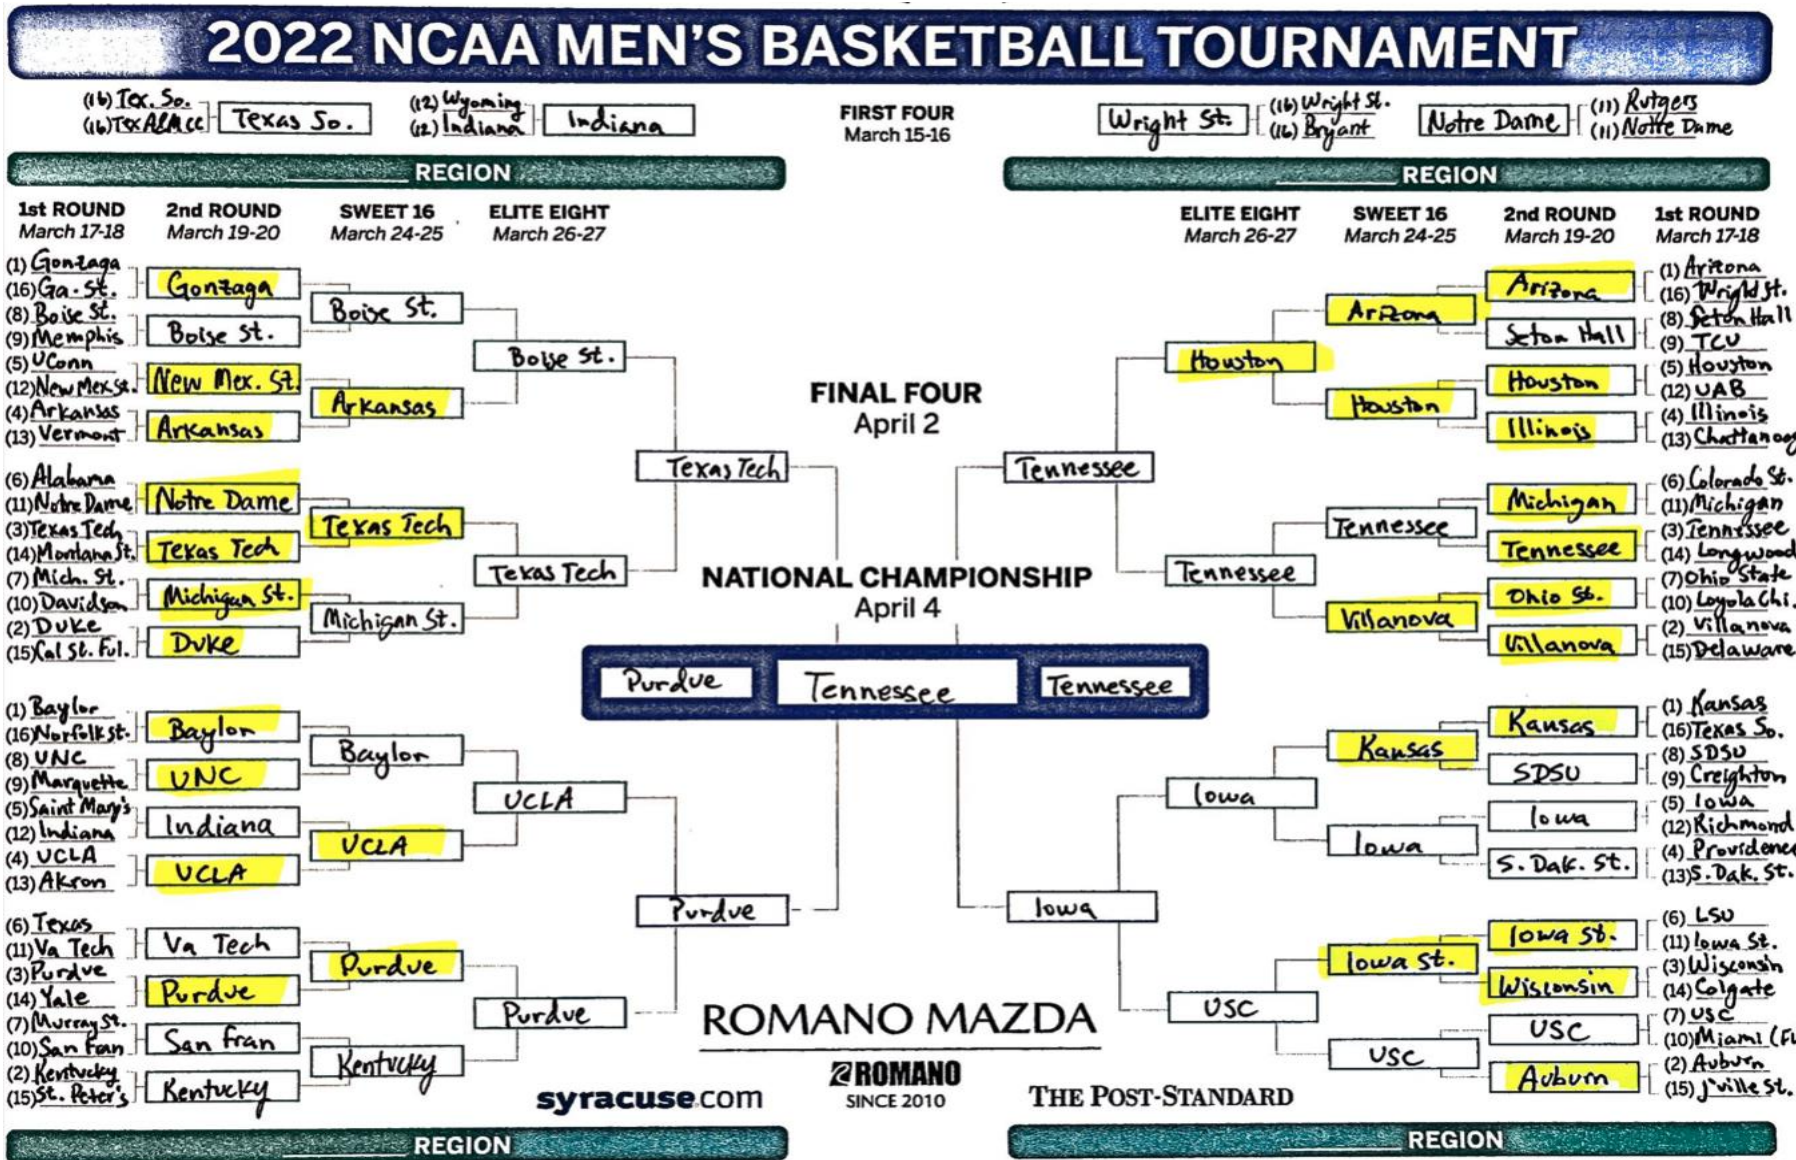 2022 NCAA MEN'S BASKETBALL TOURNAMENT
(16) Tex. So.
(16) Tex A&M CC
Texas So.
(12) Wyoming
(12) Indiana
Indiana
FIRST FOUR
March 15-16
Wright St.
(16) Wright St.
(16) Bryant
Notre Dame
(11) Rutgers
(11) Notre Dame
REGION
REGION
1st ROUND
March 17-18
2nd ROUND
March 19-20
SWEET 16
March 24-25
ELITE EIGHT
March 26-27
ELITE EIGHT
March 26-27
SWEET 16
March 24-25
2nd ROUND
March 19-20
1st ROUND
March 17-18
(1) Gonzaga
(16) Ga. St.
(8) Boise St.
(9) Memphis
(5) UConn
(12) New Mex St.
(4) Arkansas
(13) Vermont
Gonzaga
Boise St.
New Mex. St.
Arkansas
Boise St.
Arkansas
Boise St.
(6) Alabama
(11) Notre Dame
(3) Texas Tech
(14) Montana St.
(7) Mich. St.
(10) Davidson
(2) Duke
(15) Cal St. Ful.
Notre Dame
Texas Tech
Michigan St.
Duke
Texas Tech
Michigan St.
Texas Tech
Texas Tech
(1) Baylor
(16) Norfolk St.
(8) UNC
(9) Marquette
(5) Saint Mary's
(12) Indiana
(4) UCLA
(13) Akron
Baylor
UNC
Indiana
UCLA
Baylor
UCLA
UCLA
(6) Texas
(11) Va Tech
(3) Purdue
(14) Yale
(7) Murray St.
(10) San Fran
(2) Kentucky
(15) St. Peter's
Va Tech
Purdue
San Fran
Kentucky
Purdue
Kentucky
Purdue
Purdue
FINAL FOUR
April 2
NATIONAL CHAMPIONSHIP
April 4
Purdue
Tennessee
Tennessee
(1) Arizona
(16) Wright St.
(8) Seton Hall
(9) TCU
(5) Houston
(12) UAB
(4) Illinois
(13) Chattanoog
Arizona
Seton Hall
Houston
Illinois
Arizona
Houston
Houston
Tennessee
(6) Colorado St.
(11) Michigan
(3) Tennessee
(14) Longwood
(7) Ohio State
(10) Loyola Chi.
(2) Villanova
(15) Delaware
Michigan
Tennessee
Ohio St.
Villanova
Tennessee
Villanova
Tennessee
(1) Kansas
(16) Texas So.
(8) SDSU
(9) Creighton
(5) Iowa
(12) Richmond
(4) Providence
(13) S. Dak. St.
Kansas
SDSU
Iowa
S. Dak. St.
Kansas
Iowa
Iowa
Iowa
(6) LSU
(11) Iowa St.
(3) Wisconsin
(14) Colgate
(7) USC
(10) Miami (FL
(2) Auburn
(15) J'ville St.
Iowa St.
Wisconsin
USC
Auburn
Iowa St.
USC
USC
ROMANO MAZDA
ROMANO
SINCE 2010
syracuse.com
THE POST-STANDARD
REGION
REGION